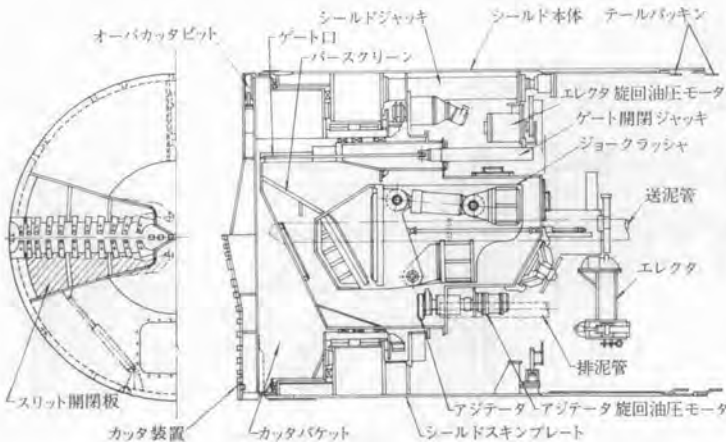 シールドジャッキ
シールド本体
テールパッキン
オーバカッタビット
ゲート口
バースクリーン
エレクタ旋回油圧モータ
ゲート開閉ジャッキ
ジョークラッシャ
送泥管
エレクタ
排泥管
スリット開閉板
カッタ装置
カッタバケット
シールドスキンプレート
アジテータ
アジテータ旋回油圧モータ